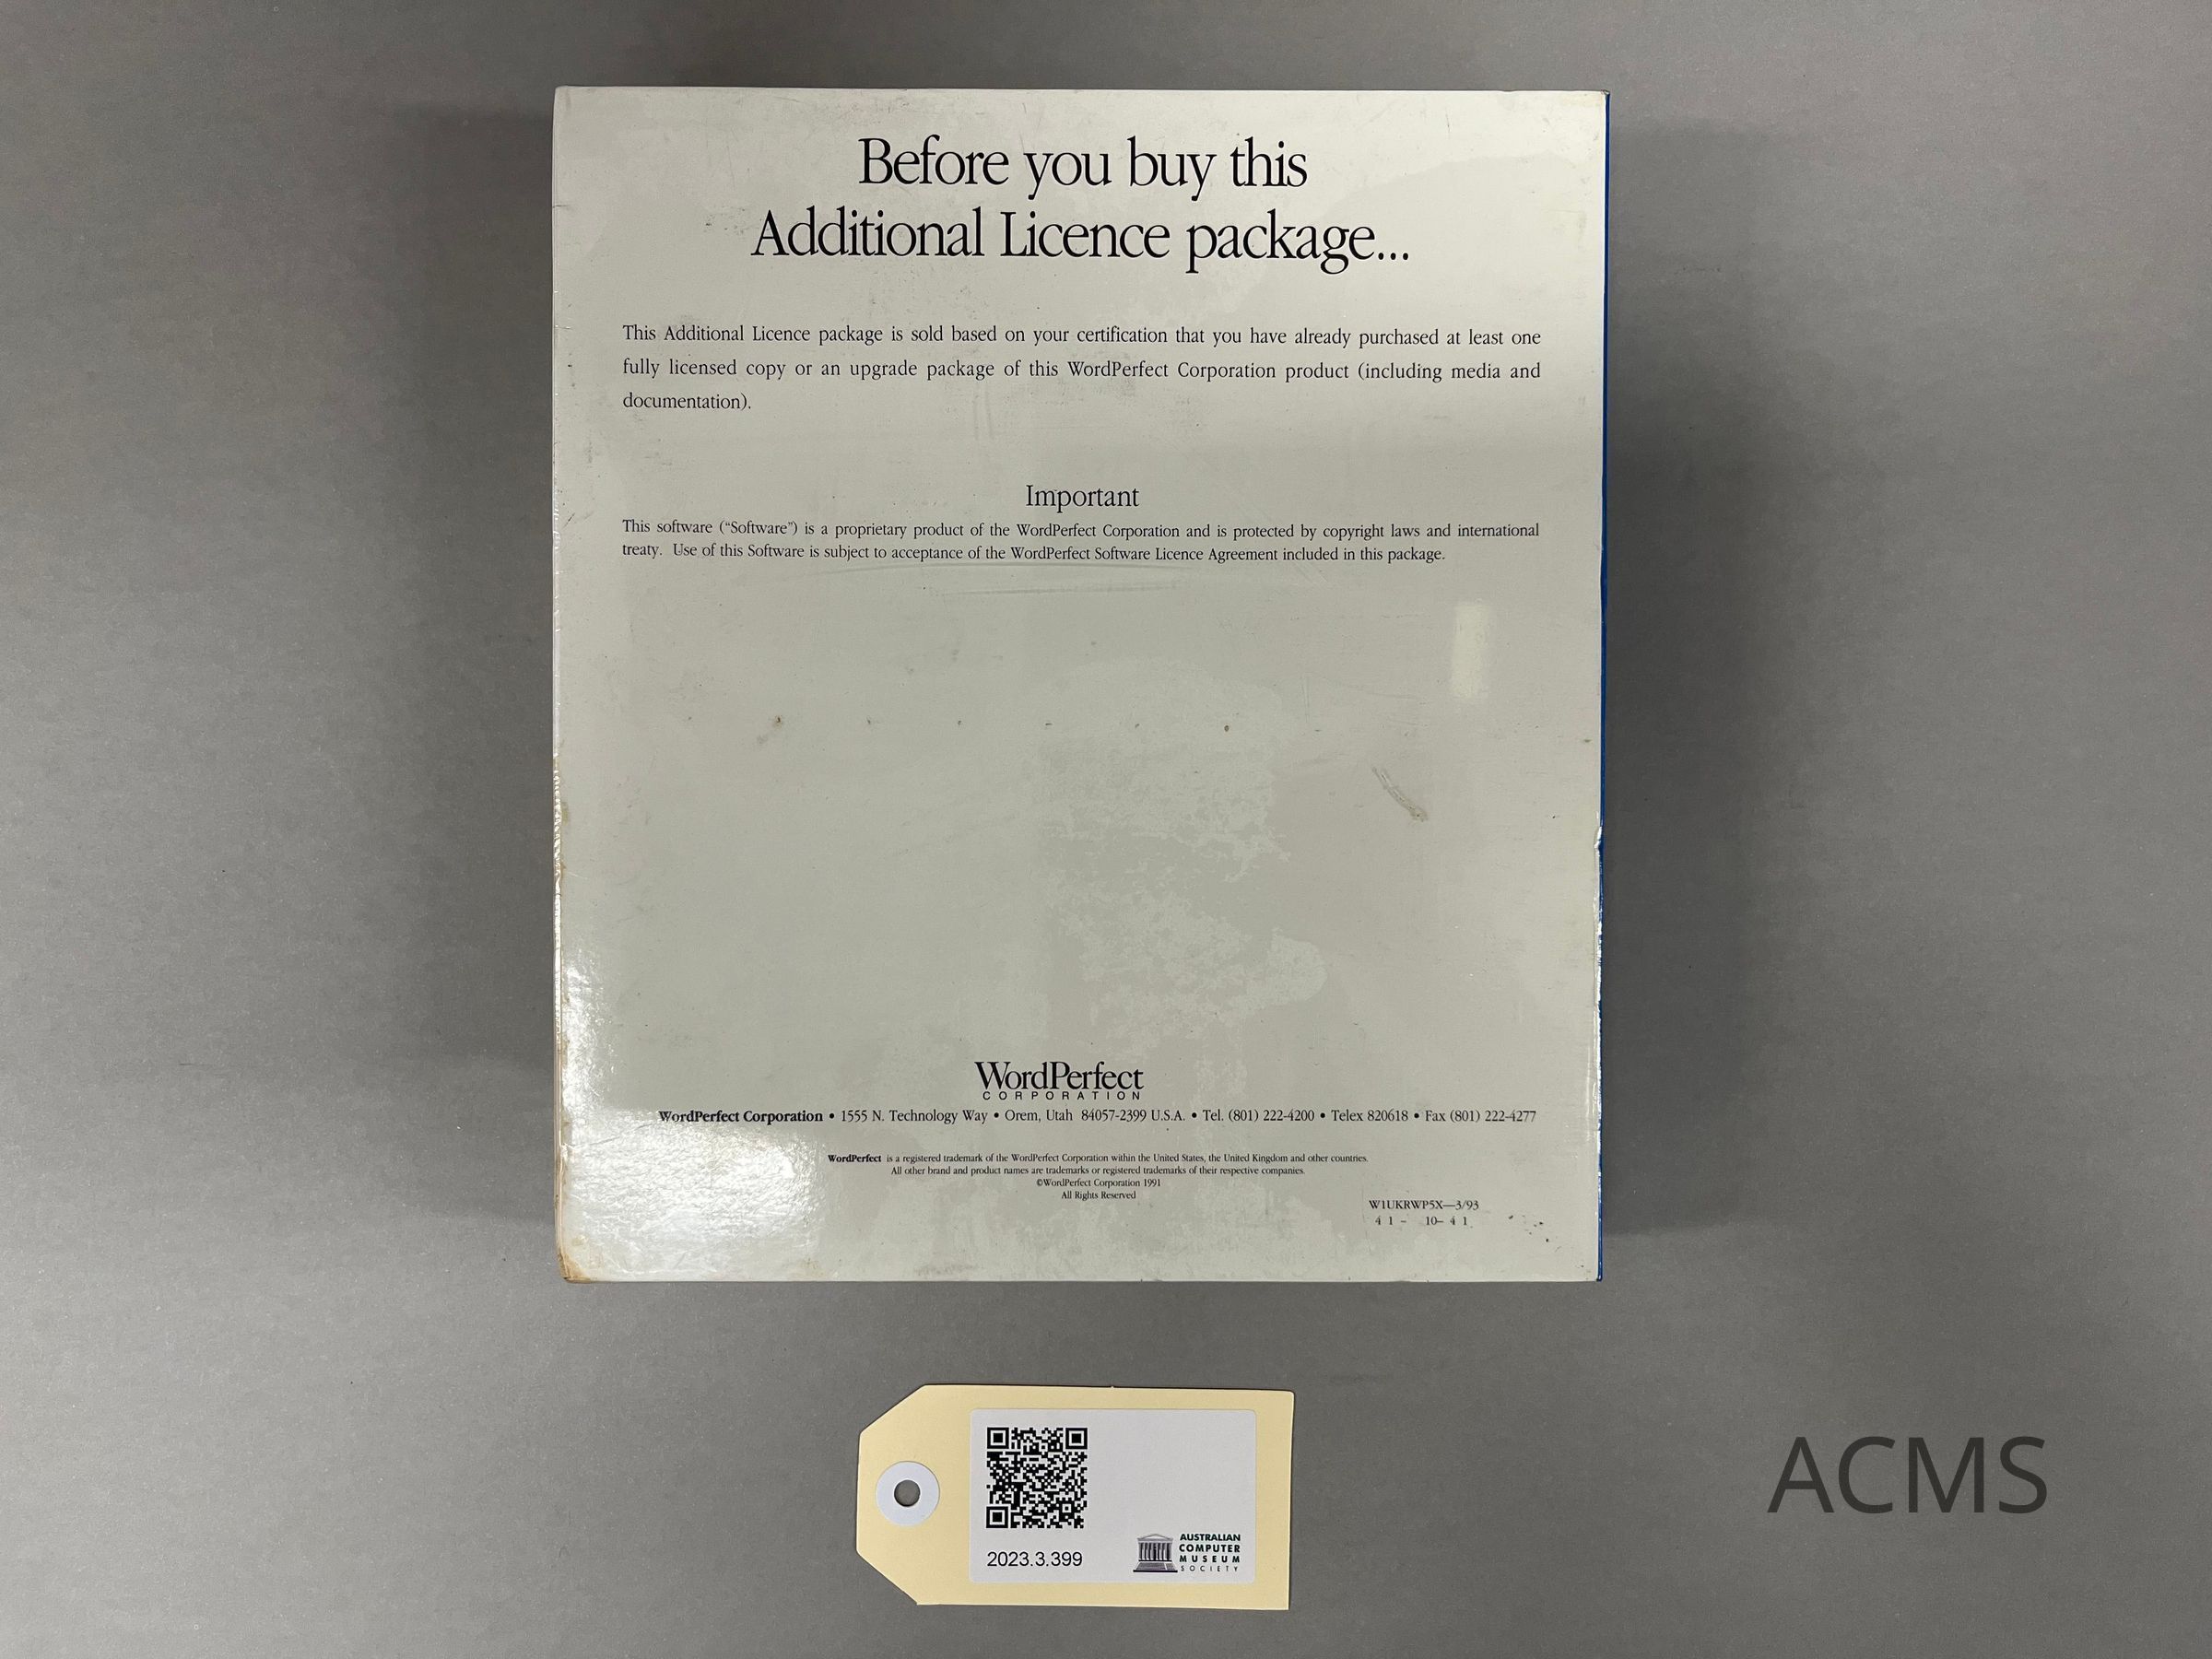 Before you buy this
Additional Licence package...
This Additional Licence package is sold based on your certification that you have already purchased at least one
fully licensed copy or an upgrade package of this WordPerfect Corporation product (including media and
documentation).
Important
This software (“Software”) is a proprietary product of the WordPerfect Corporation and is protected by copyright laws and international
treaty. Use of this Software is subject to acceptance of the WordPerfect Software Licence Agreement included in this package.
WordPerfect
CORPORATION
WordPerfect Corporation • 1555 N. Technology Way • Orem, Utah 84057-2399 U.S.A. • Tel. (801) 222-4200 • Telex 820618 • Fax (801) 222-4277
WordPerfect is a registered trademark of the WordPerfect Corporation within the United States, the United Kingdom and other countries.
All other brand and product names are trademarks or registered trademarks of their respective companies.
©WordPerfect Corporation 1991
All Rights Reserved
W1UKRWP5X—3/93
4 1 - 10- 4 1
2023.3.399
AUSTRALIAN
COMPUTER
MUSEUM
SOCIETY
ACMS